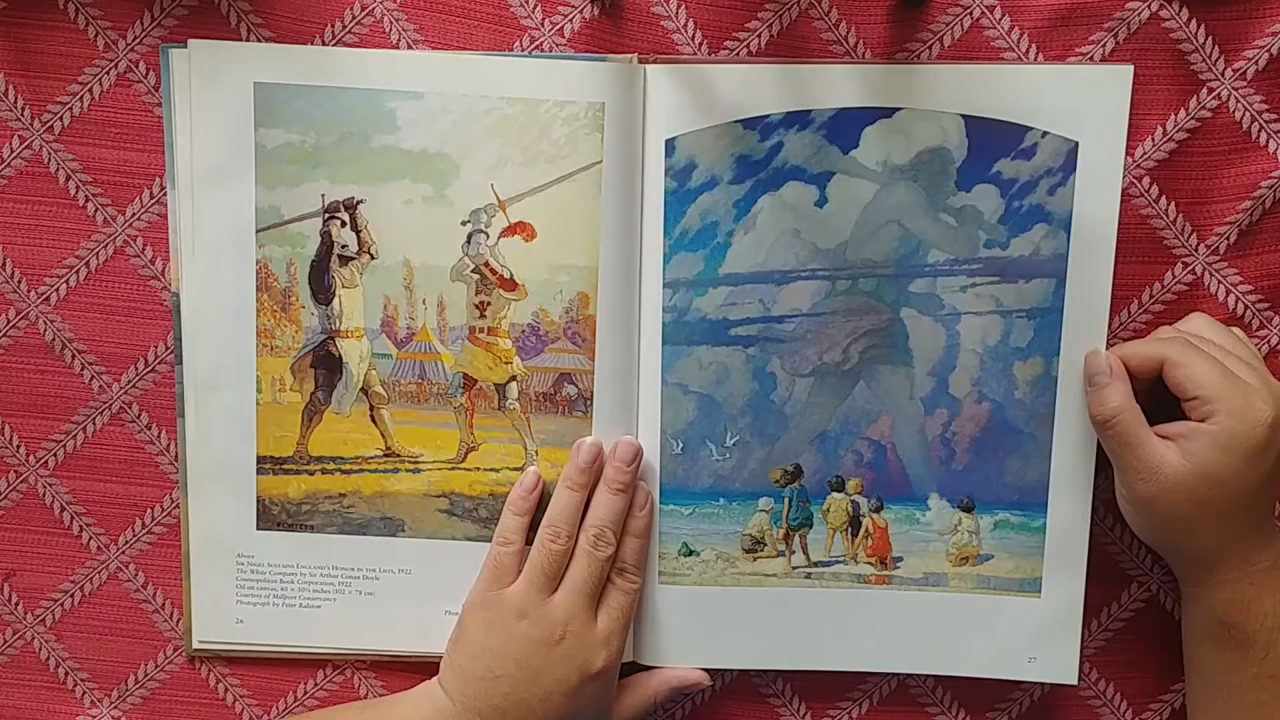 Above
SIR NIGEL SUSTAINS ENGLAND'S HONOR IN THE LISTS, 1922
The White Company by Sir Arthur Conan Doyle
Cosmopolitan Book Corporation, 1922
Oil on canvas, 40 × 30¾ inches (102 × 78 cm)
Courtesy of Millport Conservancy
Photograph by Peter Ralston
Phot
26
27